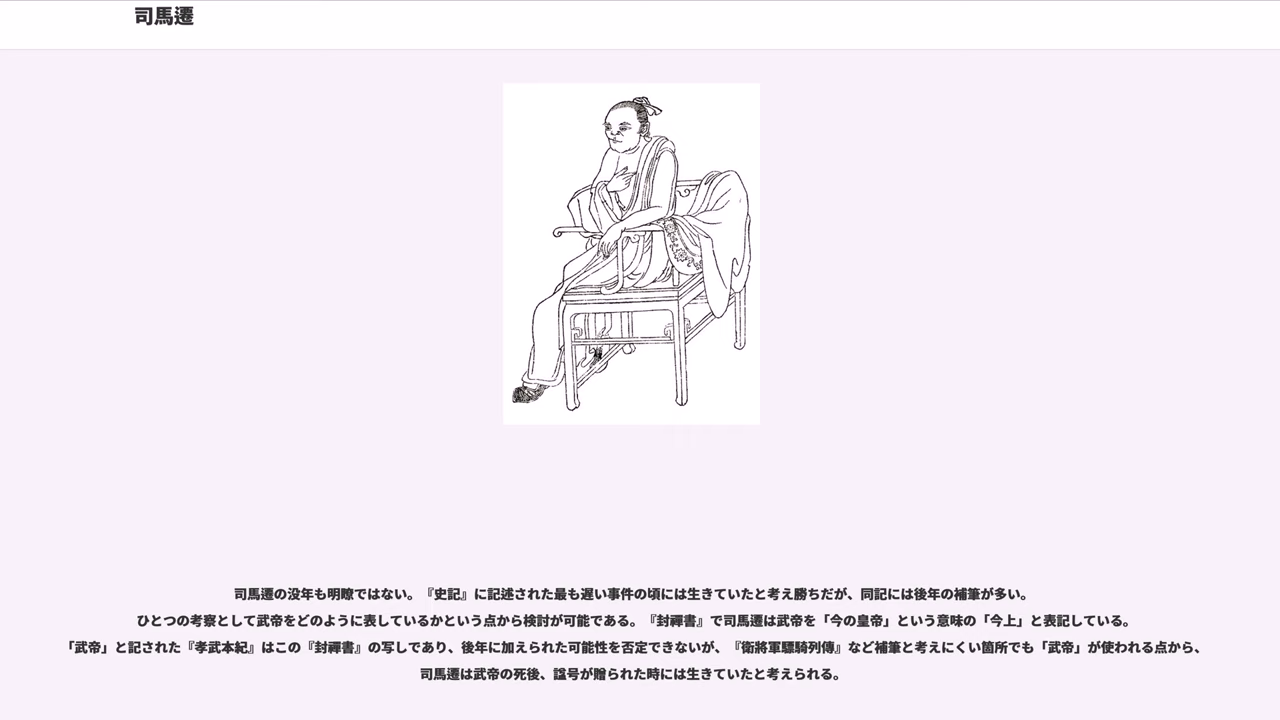 司馬遷
司馬遷の没年も明瞭ではない。『史記』に記述された最も遅い事件の頃には生きていたと考え勝ちだが、同記には後年の補筆が多い。
ひとつの考察として武帝をどのように表しているかという点から検討が可能である。『封禪書』で司馬遷は武帝を「今の皇帝」という意味の「今上」と表記している。
「武帝」と記された『孝武本紀』はこの『封禪書』の写しであり、後年に加えられた可能性を否定できないが、『衛將軍驃騎列傳』など補筆と考えにくい箇所でも「武帝」が使われる点から、
司馬遷は武帝の死後、諡号が贈られた時には生きていたと考えられる。